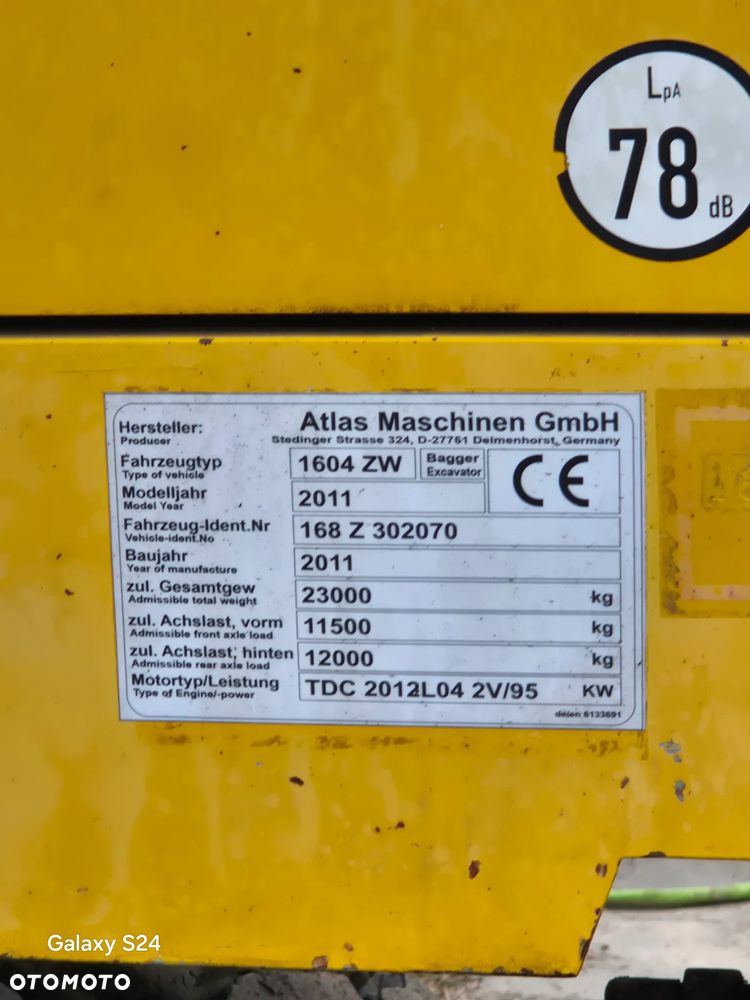 LpA
78
dB
Hersteller: Atlas Maschinen GmbH
Producer Stedinger Strasse 324, D-27751 Delmenhorst, Germany
Fahrzeugtyp 1604 ZW Bagger CE
Type of vehicle Excavator
Modelljahr 2011
Model Year
Fahrzeug-Ident.Nr 168 Z 302070
Vehicle-ident.No
Baujahr 2011
Year of manufacture
zul. Gesamtgew 23000 kg
Admissible total weight
zul. Achslast, vorm 11500 kg
Admissible front axle load
zul. Achslast, hinten 12000 kg
Admissible rear axle load
Motortyp/Leistung TDC 2012L04 2V/95 KW
Type of Engine/-power
delen 6133691
Galaxy S24
OTOMOTO